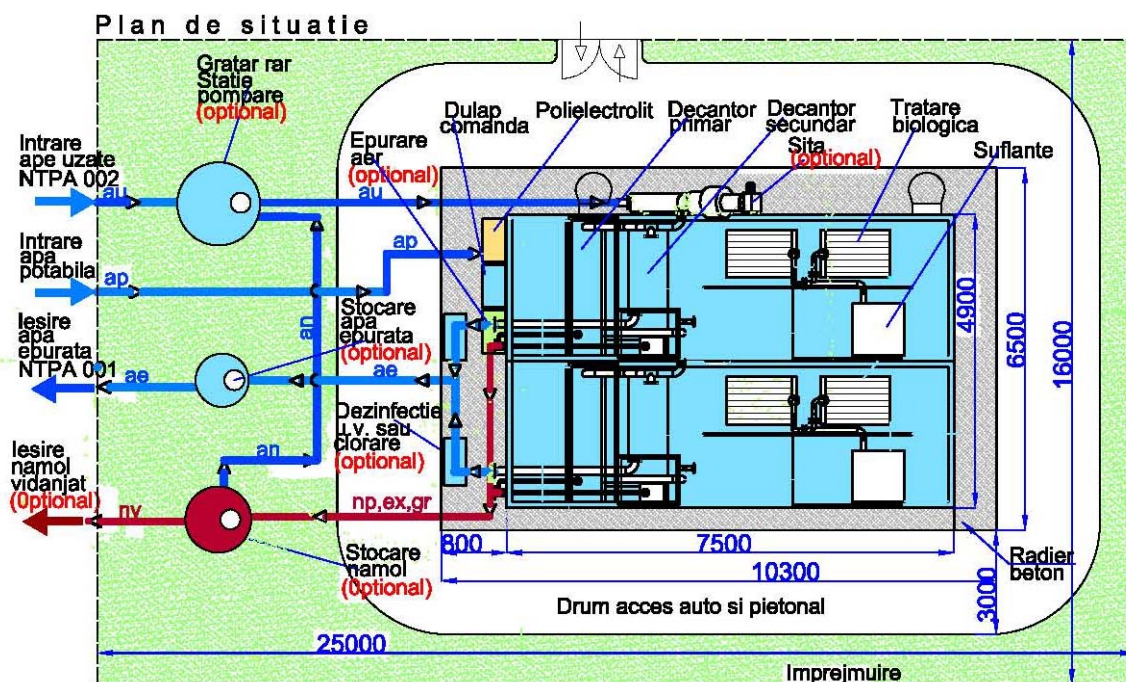 Plan de situatie
Gratar rar
Statie
pompare
(optional)
Dulap
comanda
Polielectrolit
Decantor
primar
Decantor
secundar
Sita
(optional)
Tratare
biologica
Suflante
Epurare
aer
(optional)
Intrare
ape uzate
NTPA 002
au
au
Intrare
apa
potabila
ap
ap
Iesire
apa
epurata
NTPA 001
ae
an
Stocare
apa
epurata
(optional)
ae
Dezinfectie
u.v. sau
clorare
(optional)
an
Iesire
namol
vidanjat
(0ptional)
nv
np,ex,gr
Stocare
namol
(0ptional)
4900
6500
16000
800
7500
10300
3000
Radier
beton
Drum acces auto si pietonal
25000
Imprejmuire